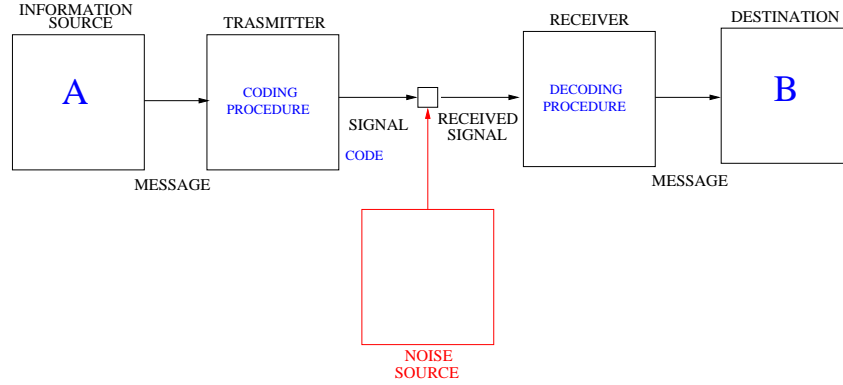 INFORMATION
SOURCE
TRASMITTER
RECEIVER
DESTINATION
A
CODING
PROCEDURE
DECODING
PROCEDURE
B
SIGNAL
RECEIVED
SIGNAL
CODE
MESSAGE
MESSAGE
NOISE
SOURCE